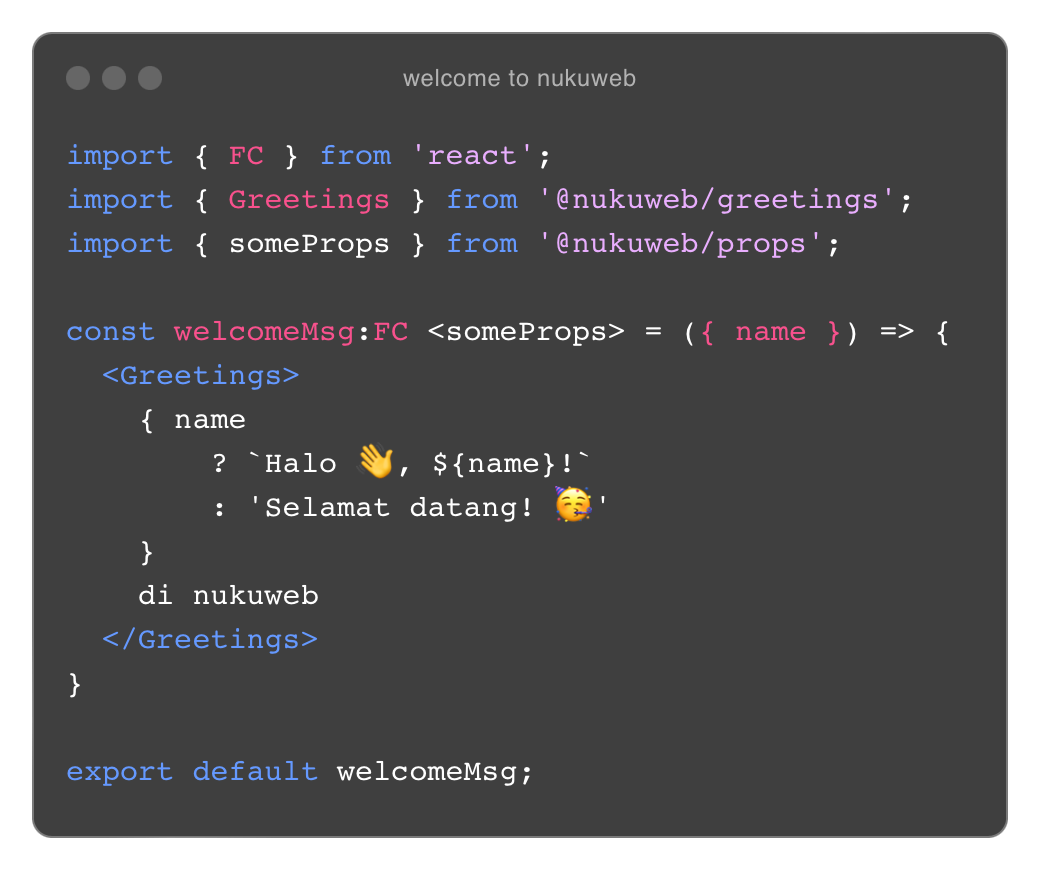 welcome to nukuweb
import { FC } from 'react';
import { Greetings } from '@nukuweb/greetings';
import { someProps } from '@nukuweb/props';
const welcomeMsg:FC <someProps> = ({ name }) => {
<Greetings>
{ name
? `Halo 👋, ${name}!`
: 'Selamat datang! 🥳'
}
di nukuweb
</Greetings>
}
export default welcomeMsg;